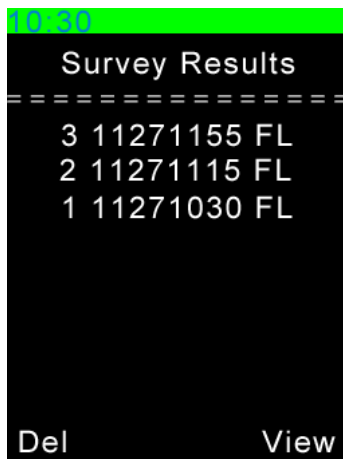 10:30
Survey Results
================
3 11271155 FL
2 11271115 FL
1 11271030 FL
Del View